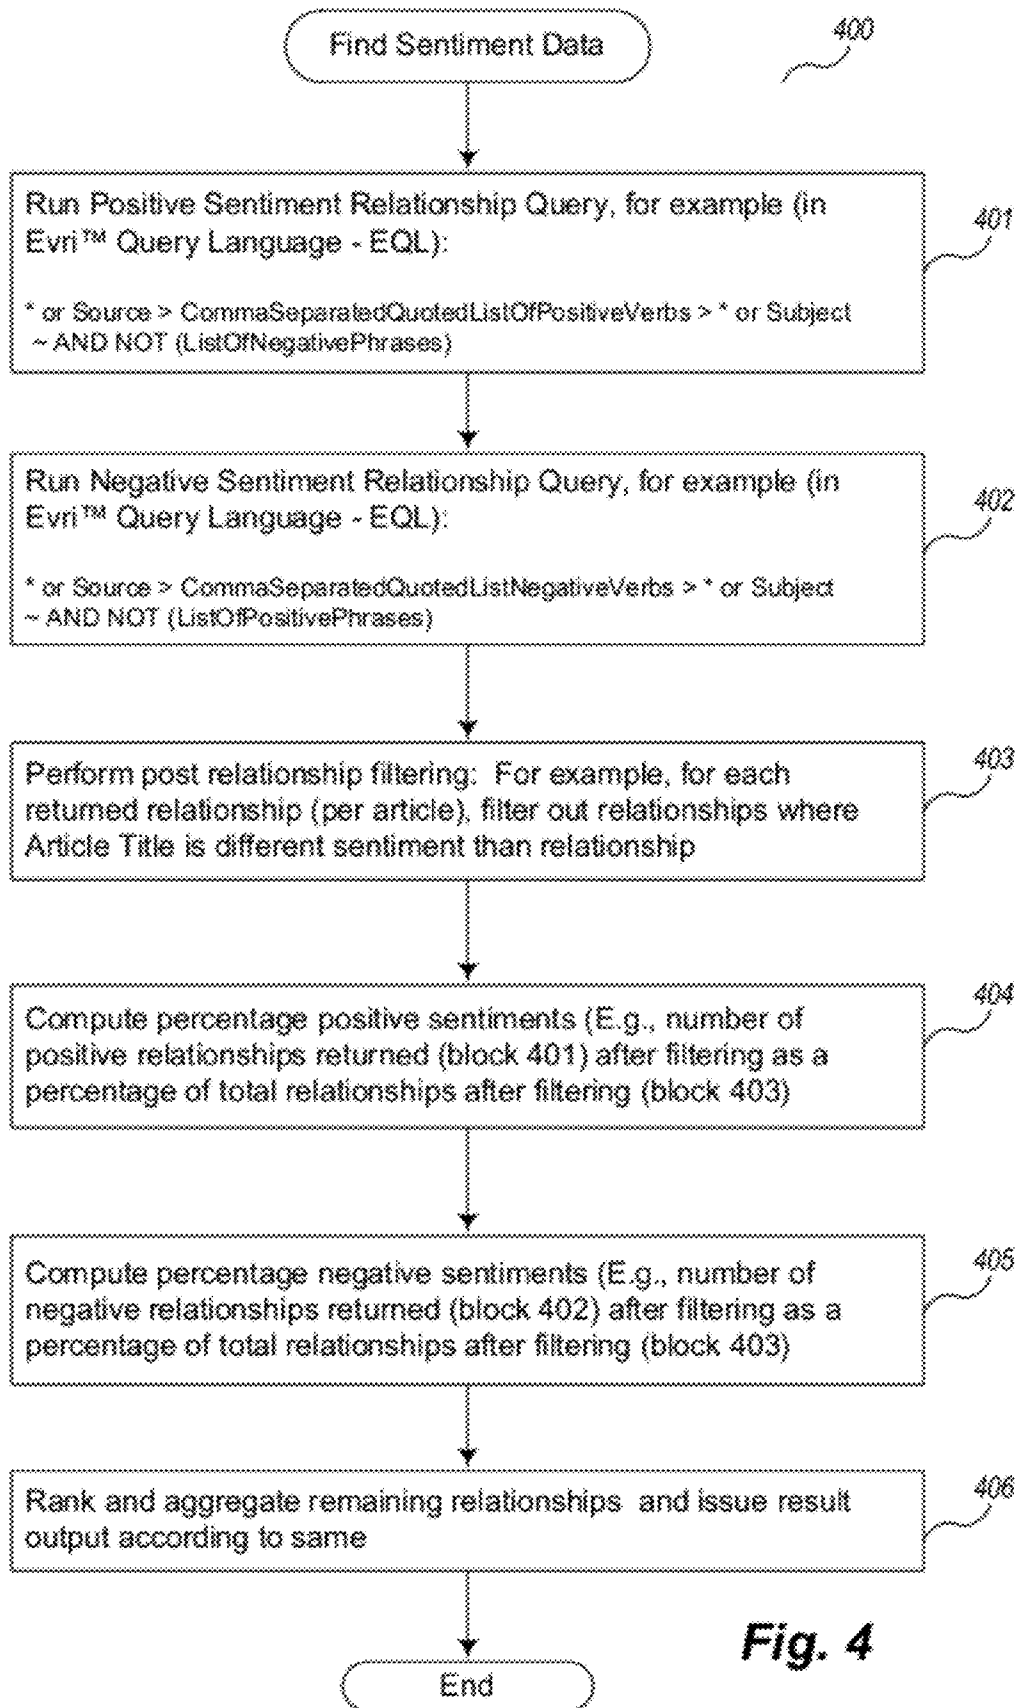 Find Sentiment Data
400
Run Positive Sentiment Relationship Query, for example (in
Evri™ Query Language - EQL):
* or Source > CommaSeparatedQuotedListOfPositiveVerbs > * or Subject
~ AND NOT (ListOfNegativePhrases)
401
Run Negative Sentiment Relationship Query, for example (in
Evri™ Query Language - EQL):
* or Source > CommaSeparatedQuotedListNegativeVerbs > * or Subject
~ AND NOT (ListOfPositivePhrases)
402
Perform post relationship filtering: For example, for each
returned relationship (per article), filter out relationships where
Article Title is different sentiment than relationship
403
Compute percentage positive sentiments (E.g., number of
positive relationships returned (block 401) after filtering as a
percentage of total relationships after filtering (block 403)
404
Compute percentage negative sentiments (E.g., number of
negative relationships returned (block 402) after filtering as a
percentage of total relationships after filtering (block 403)
405
Rank and aggregate remaining relationships and issue result
output according to same
406
Fig. 4
End